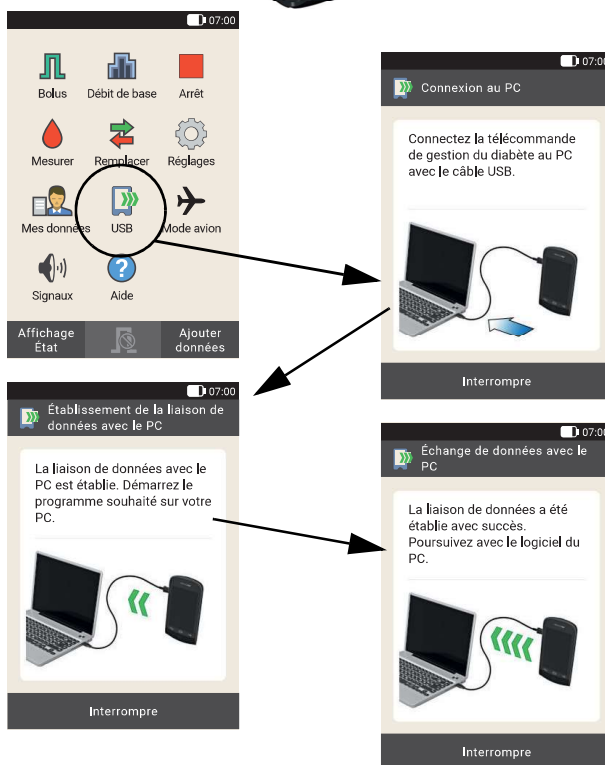 07:00
Bolus Débit de base Arrêt
Mesurer Remplacer Réglages
Mes données USB Mode avion
Signaux Aide
Affichage
État
Ajouter
données
07:00
Connexion au PC
Connectez la télécommande
de gestion du diabète au PC
avec le câble USB.
Interrompre
07:00
Établissement de la liaison de
données avec le PC
La liaison de données avec le
PC est établie. Démarrez le
programme souhaité sur votre
PC.
Interrompre
07:00
Échange de données avec le
PC
La liaison de données a été
établie avec succès.
Poursuivez avec le logiciel du
PC.
Interrompre